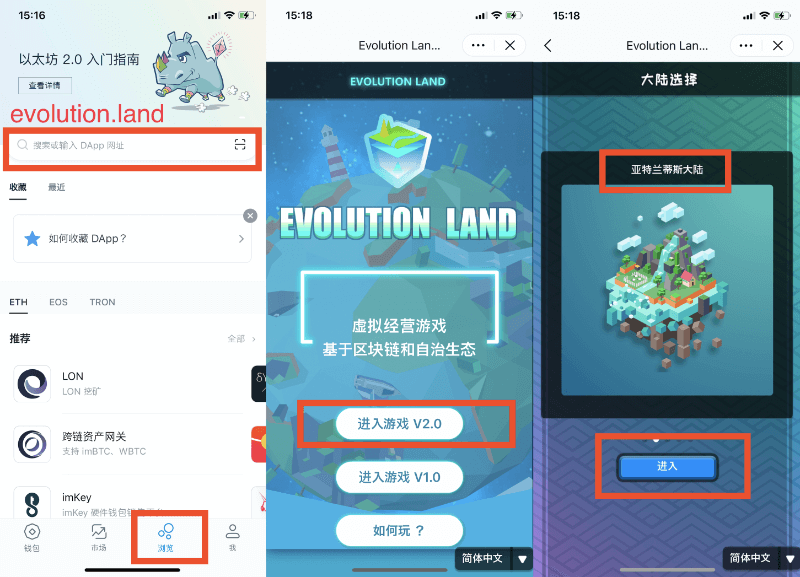 15:16
以太坊 2.0 入门指南
查看详情
evolution.land
搜索或输入 DApp 网址
收藏
最近
如何收藏 DApp？
ETH
EOS
TRON
推荐
全部
LON
LON 挖矿
跨链资产网关
支持 imBTC、WBTC
imKey
钱包
市场
浏览
我
15:18
Evolution Lan...
EVOLUTION LAND
EVOLUTION LAND
虚拟经营游戏
基于区块链和自治生态
进入游戏 V2.0
进入游戏 V1.0
如何玩 ？
简体中文
15:18
Evolution Lan...
大陆选择
亚特兰蒂斯大陆
进入
简体中文